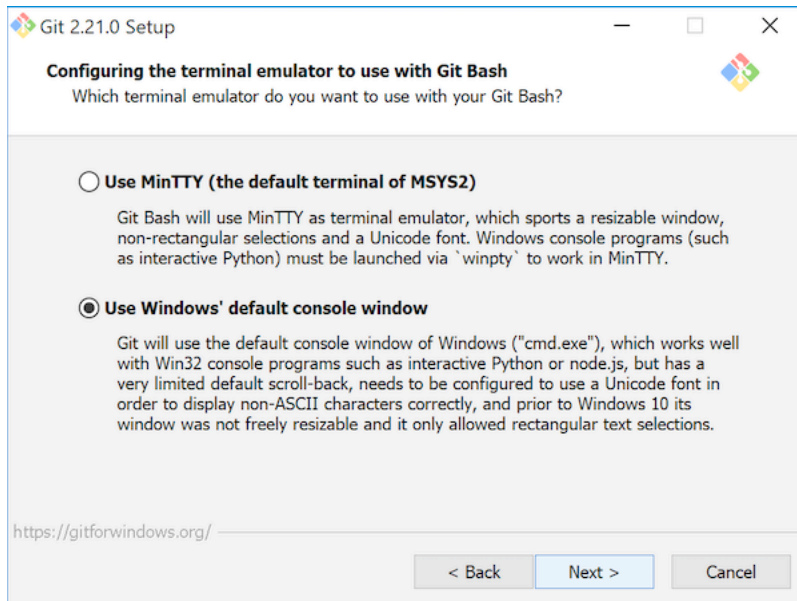 Git 2.21.0 Setup
Configuring the terminal emulator to use with Git Bash
Which terminal emulator do you want to use with your Git Bash?
Use MinTTY (the default terminal of MSYS2)
Git Bash will use MinTTY as terminal emulator, which sports a resizable window,
non-rectangular selections and a Unicode font. Windows console programs (such
as interactive Python) must be launched via `winpty` to work in MinTTY.
Use Windows' default console window
Git will use the default console window of Windows ("cmd.exe"), which works well
with Win32 console programs such as interactive Python or node.js, but has a
very limited default scroll-back, needs to be configured to use a Unicode font in
order to display non-ASCII characters correctly, and prior to Windows 10 its
window was not freely resizable and it only allowed rectangular text selections.
https://gitforwindows.org/
< Back Next > Cancel